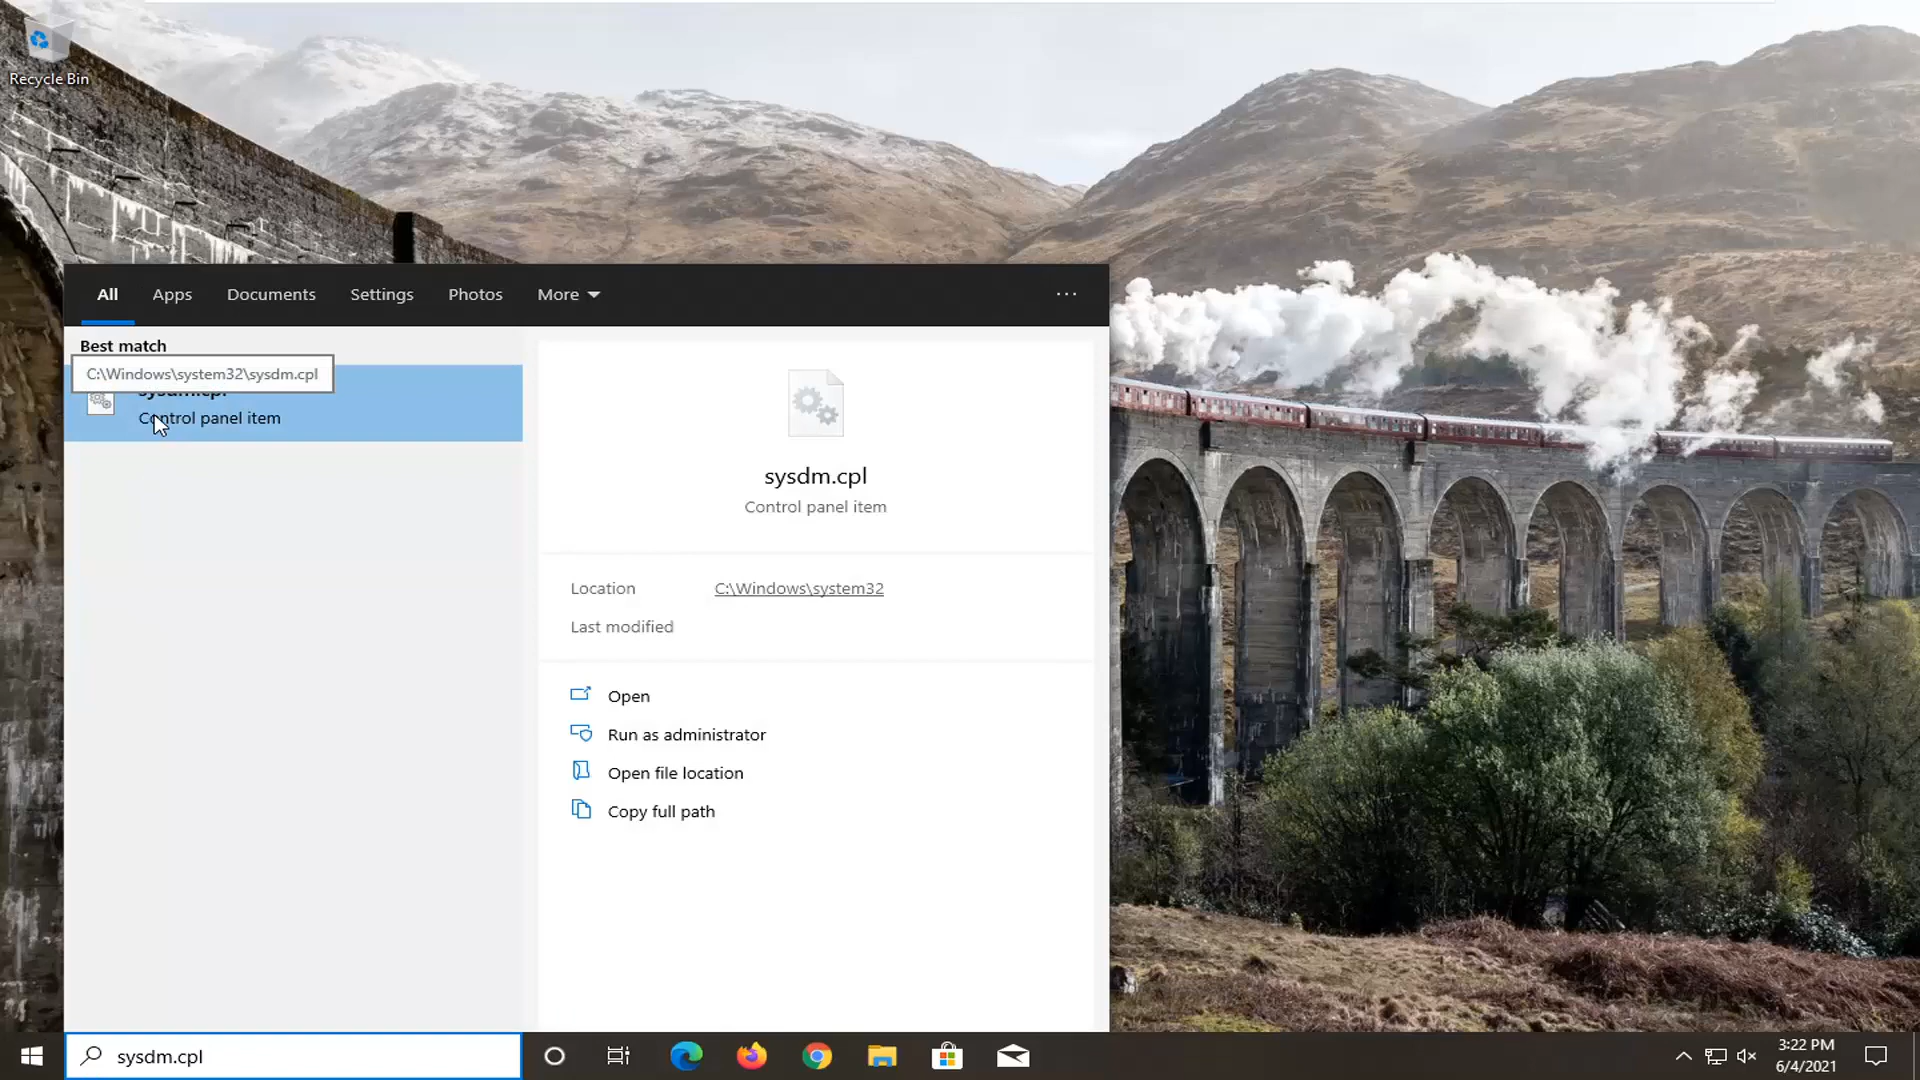 Recycle Bin
All
Apps
Documents
Settings
Photos
More
Best match
C:\Windows\system32\sysdm.cpl
sysdm.cpl
Control panel item
sysdm.cpl
Control panel item
Location C:\Windows\system32
Last modified
Open
Run as administrator
Open file location
Copy full path
sysdm.cpl
3:22 PM
6/4/2021